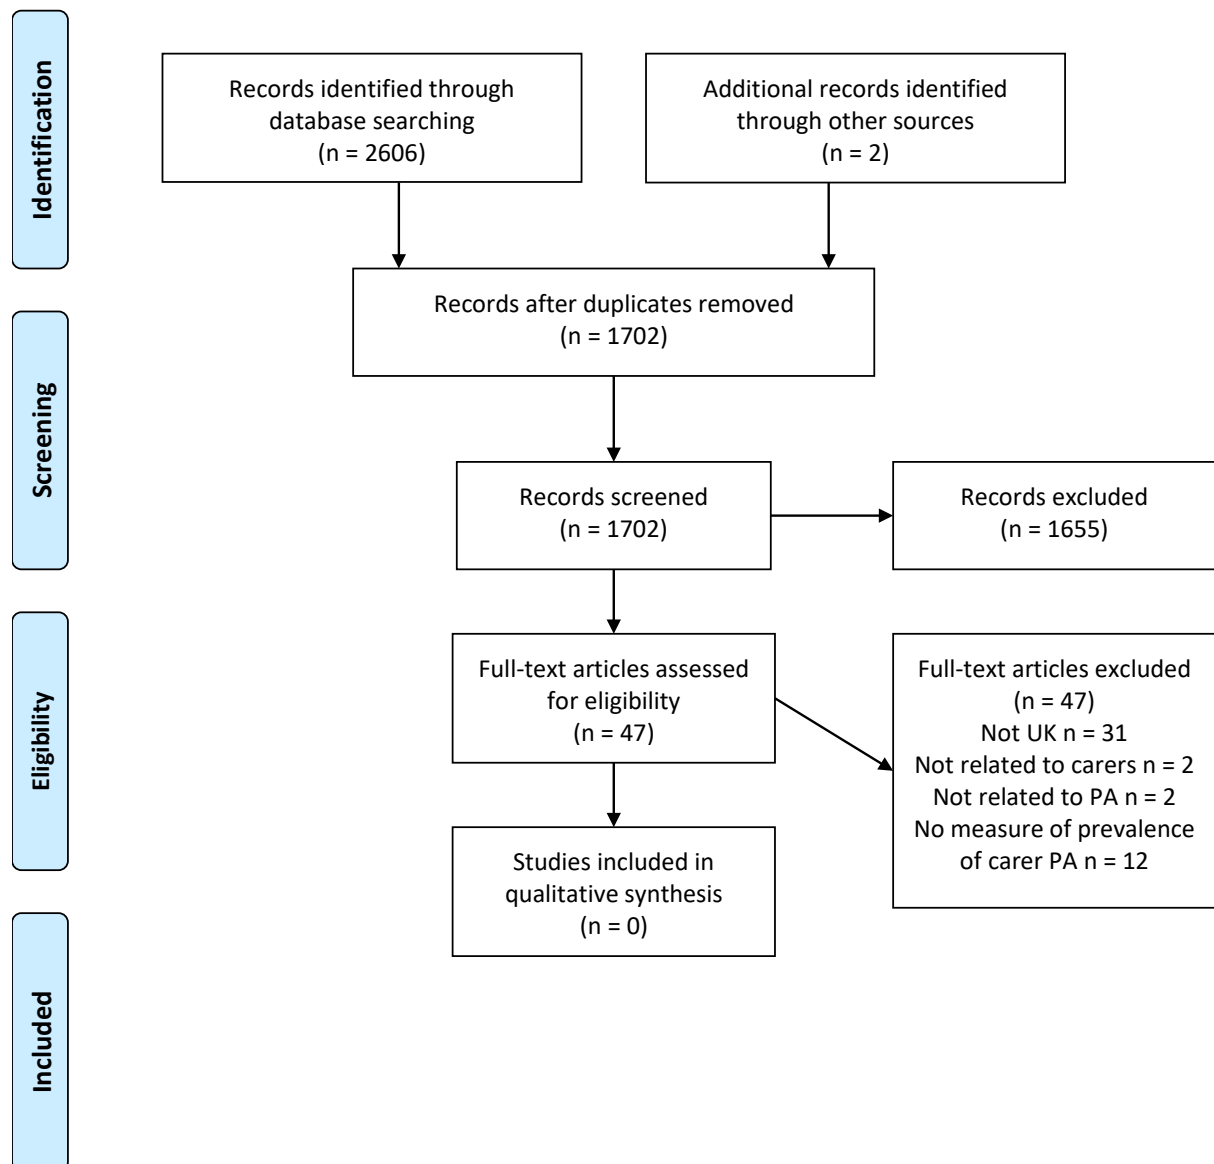 Identification
Records identified through
database searching
(n = 2606)
Additional records identified
through other sources
(n = 2)
Records after duplicates removed
(n = 1702)
Screening
Records screened
(n = 1702)
Records excluded
(n = 1655)
Eligibility
Full-text articles assessed
for eligibility
(n = 47)
Full-text articles excluded
(n = 47)
Not UK n = 31
Not related to carers n = 2
Not related to PA n = 2
No measure of prevalence
of carer PA n = 12
Studies included in
qualitative synthesis
(n = 0)
Included